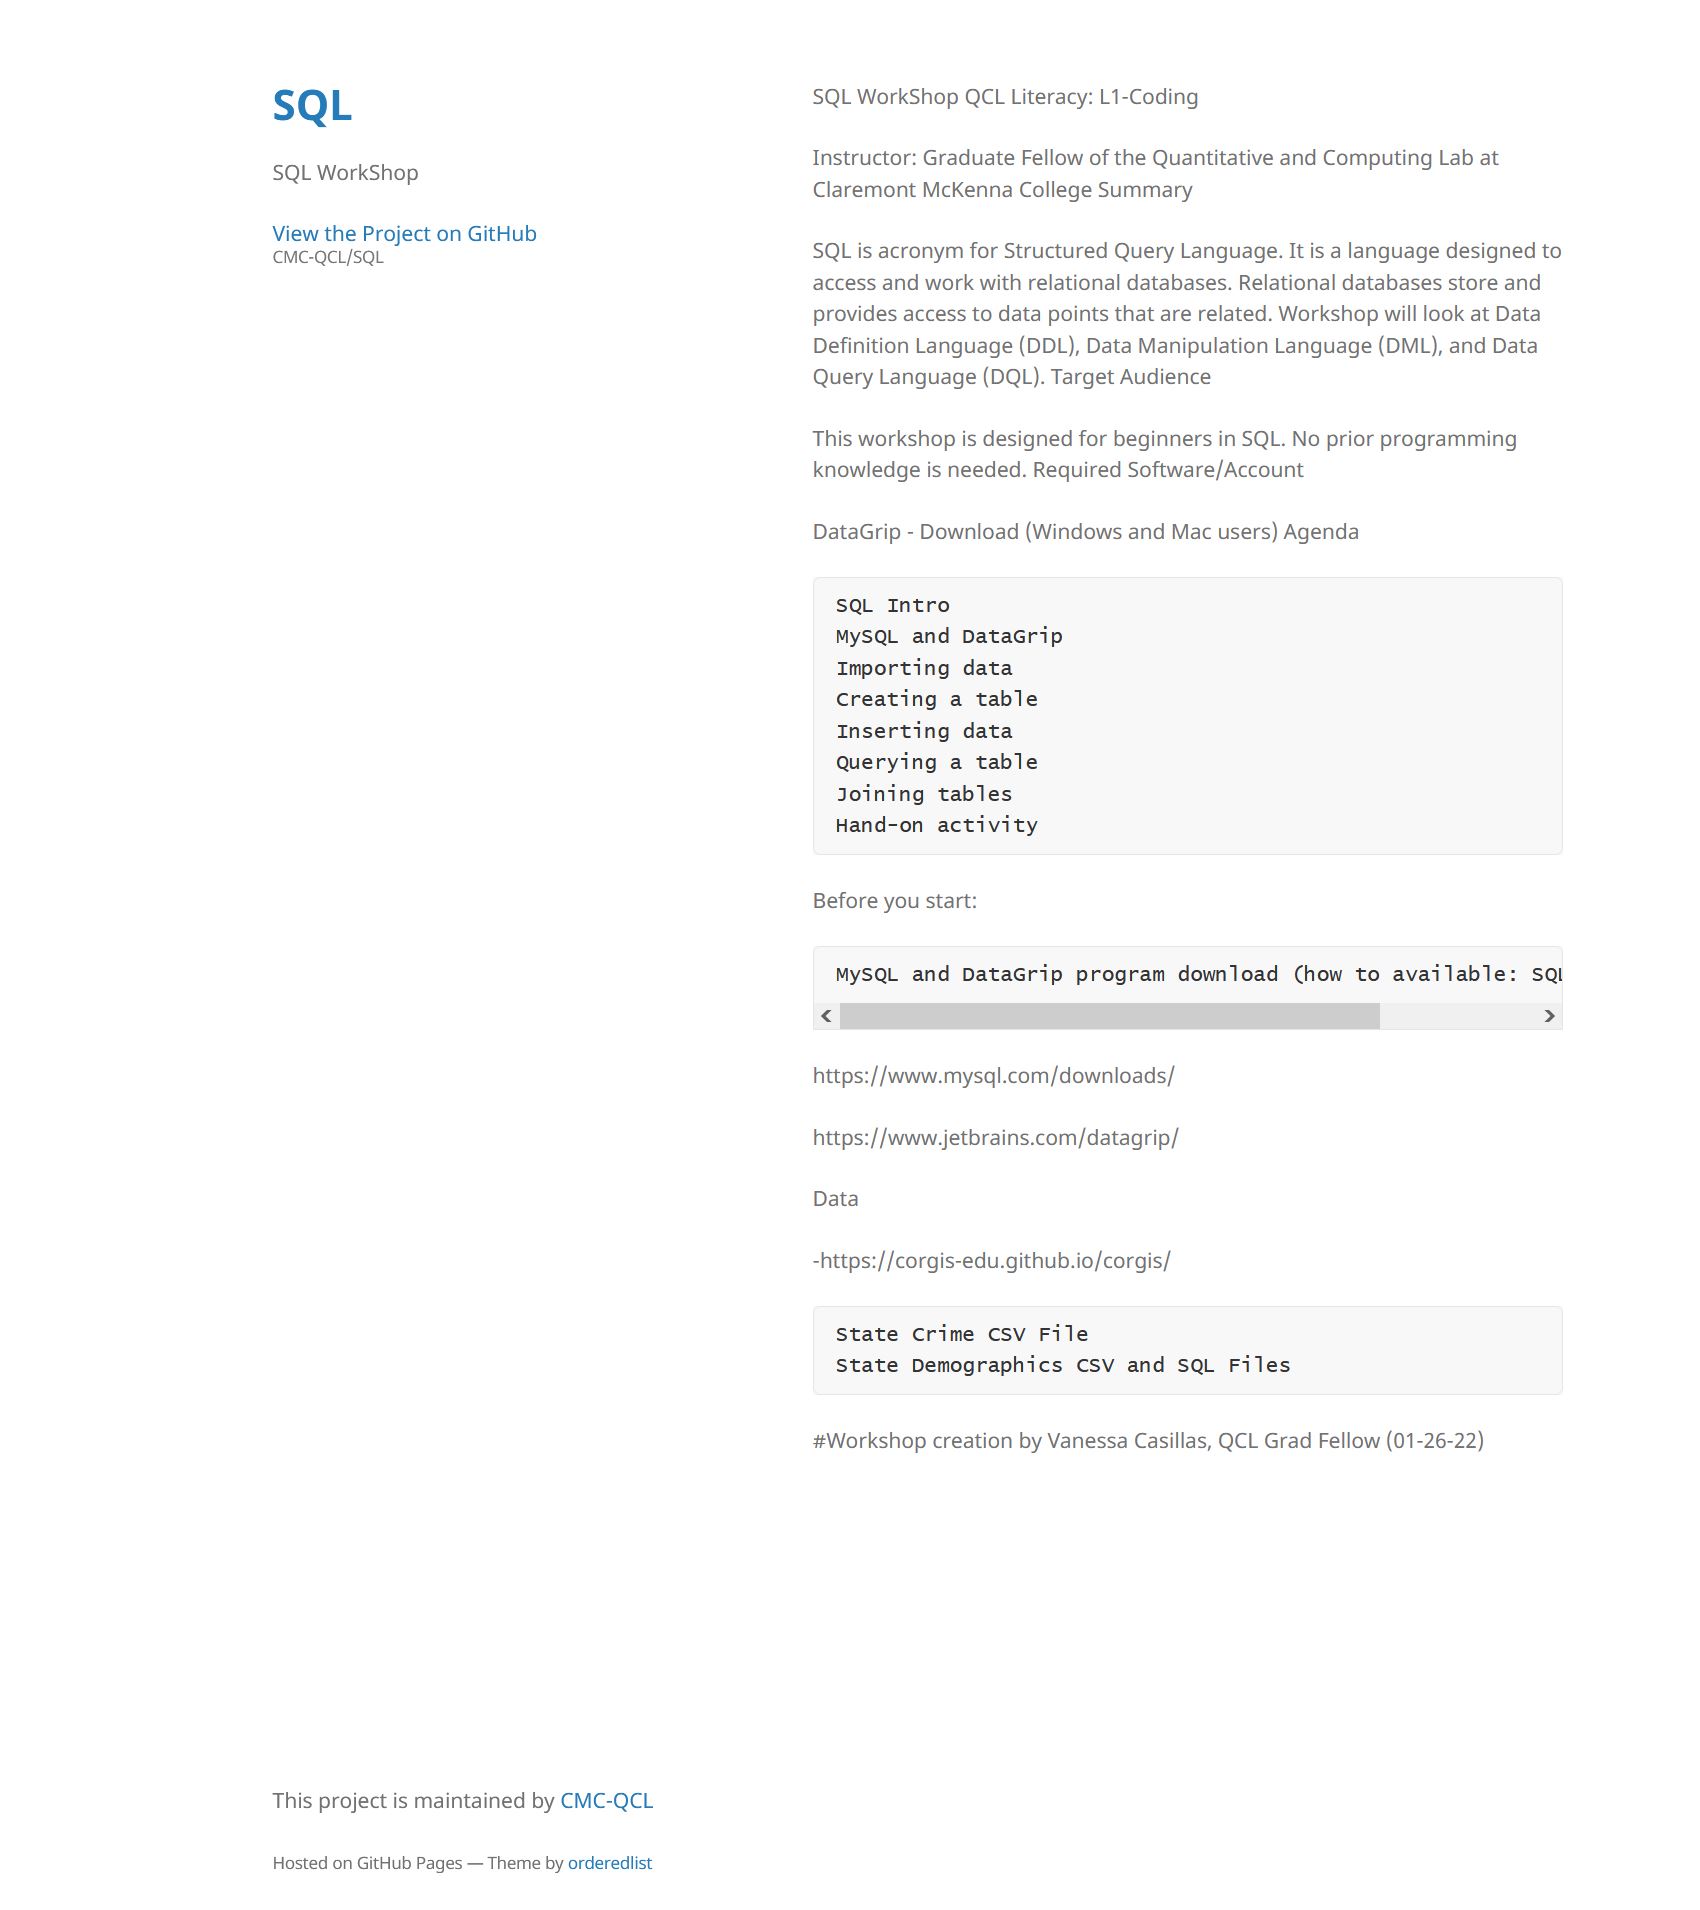 SQL
SQL WorkShop
View the Project on GitHub
CMC-QCL/SQL
SQL WorkShop QCL Literacy: L1-Coding
Instructor: Graduate Fellow of the Quantitative and Computing Lab at
Claremont McKenna College Summary
SQL is acronym for Structured Query Language. It is a language designed to
access and work with relational databases. Relational databases store and
provides access to data points that are related. Workshop will look at Data
Definition Language (DDL), Data Manipulation Language (DML), and Data
Query Language (DQL). Target Audience
This workshop is designed for beginners in SQL. No prior programming
knowledge is needed. Required Software/Account
DataGrip - Download (Windows and Mac users) Agenda
SQL Intro
MySQL and DataGrip
Importing data
Creating a table
Inserting data
Querying a table
Joining tables
Hand-on activity
Before you start:
MySQL and DataGrip program download (how to available: SQL
https://www.mysql.com/downloads/
https://www.jetbrains.com/datagrip/
Data
-https://corgis-edu.github.io/corgis/
State Crime CSV File
State Demographics CSV and SQL Files
#Workshop creation by Vanessa Casillas, QCL Grad Fellow (01-26-22)
This project is maintained by CMC-QCL
Hosted on GitHub Pages — Theme by orderedlist